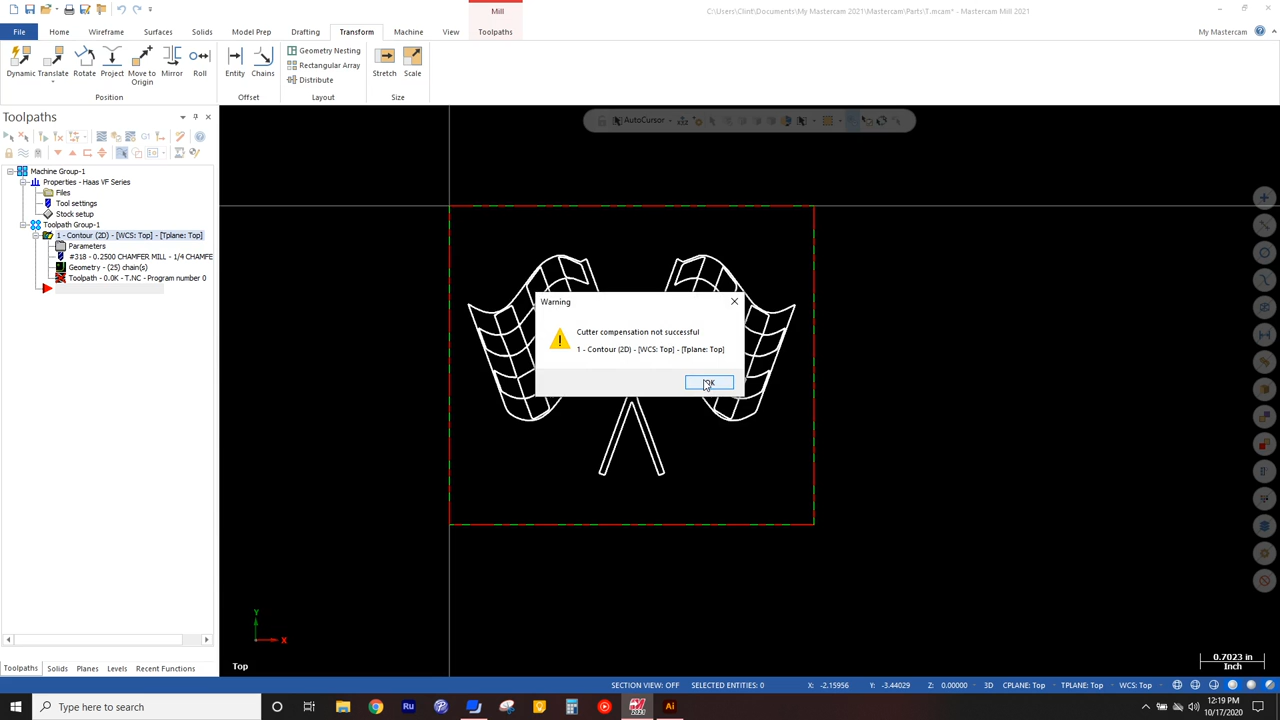 Mill
C:\Users\Clint\Documents\My Mastercam 2021\Mastercam\Parts\T.mcam* - Mastercam Mill 2021
File Home Wireframe Surfaces Solids Model Prep Drafting Transform Machine View Toolpaths My Mastercam
Dynamic Translate Rotate Project Move to Origin Mirror Roll Entity Chains Geometry Nesting Rectangular Array Distribute Stretch Scale
Position Offset Layout Size
Toolpaths
AutoCursor
G1
Machine Group-1
Properties - Haas VF Series
Files
Tool settings
Stock setup
Toolpath Group-1
1 - Contour (2D) - [WCS: Top] - [Tplane: Top]
Parameters
#318 - 0.2500 CHAMFER MILL - 1/4 CHAMFE
Geometry - (25) chain(s)
Toolpath - 0.0K - T.NC - Program number 0
Warning
Cutter compensation not successful
1 - Contour (2D) - [WCS: Top] - [Tplane: Top]
OK
Y
X
Top
0.7023 in
Inch
Toolpaths Solids Planes Levels Recent Functions
SECTION VIEW: OFF SELECTED ENTITIES: 0 X: -2.15956 Y: -3.44029 Z: 0.00000 3D CPLANE: Top TPLANE: Top WCS: Top
Type here to search
Ru
Ai
12:19 PM
10/17/2020